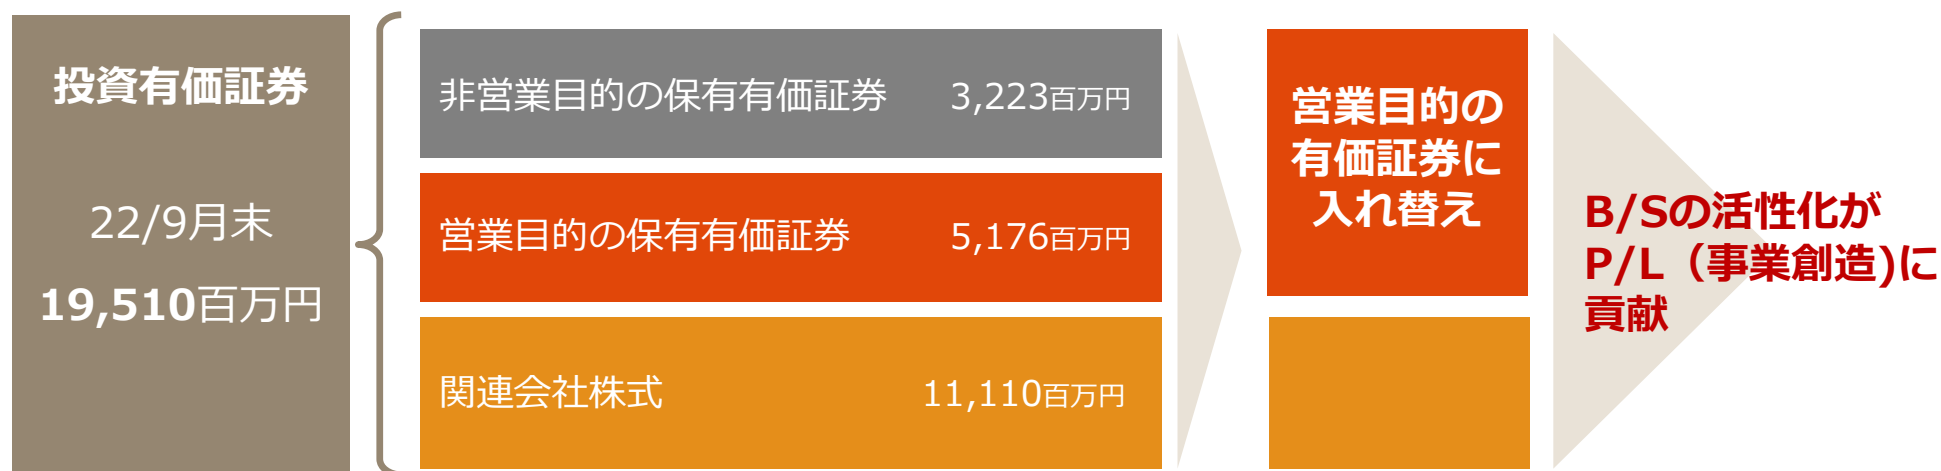 投資有価証券
22/9月末
19,510百万円
非営業目的の保有有価証券 3,223百万円
営業目的の保有有価証券 5,176百万円
関連会社株式 11,110百万円
営業目的の
有価証券に
入れ替え
B/Sの活性化が
P/L（事業創造)に
貢献